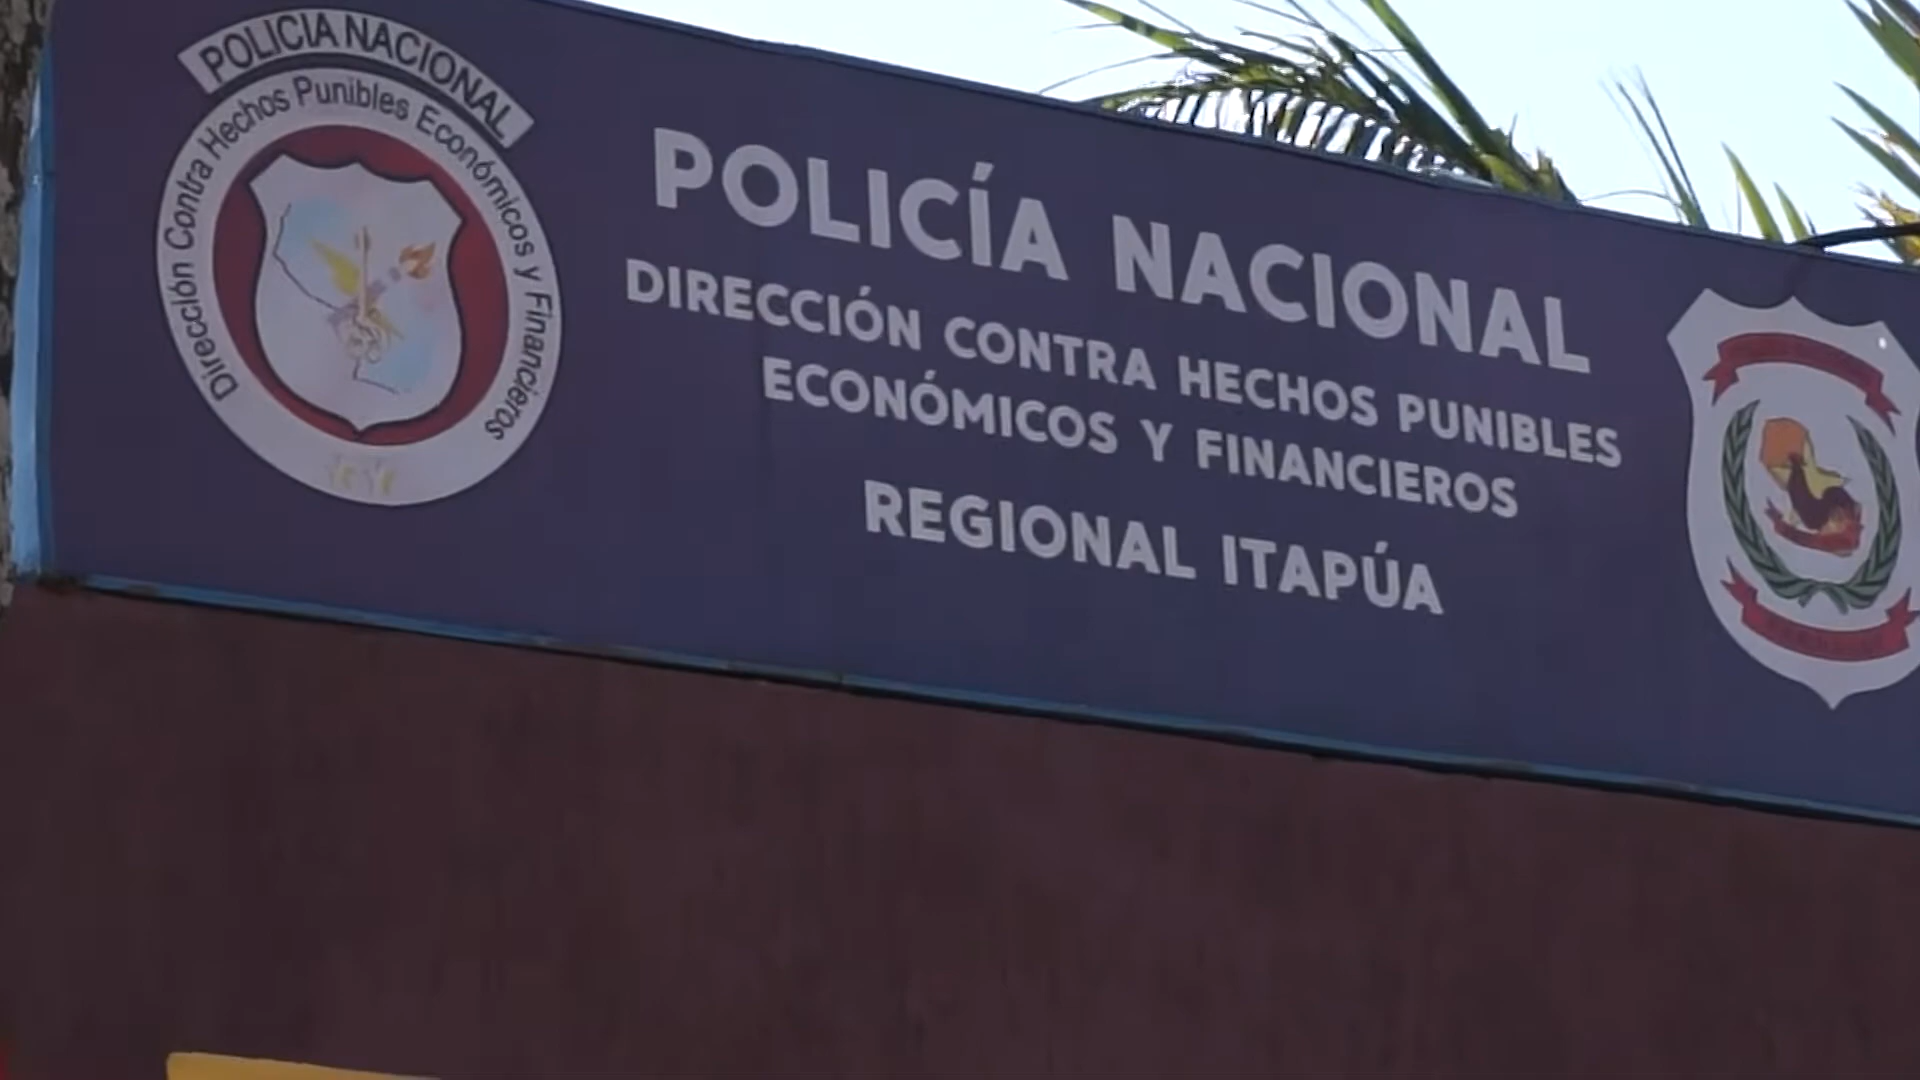 POLICIA NACIONAL
Dirección Contra Hechos Punibles Económicos y Financieros
POLICÍA NACIONAL
DIRECCIÓN CONTRA HECHOS PUNIBLES
ECONÓMICOS Y FINANCIEROS
REGIONAL ITAPÚA